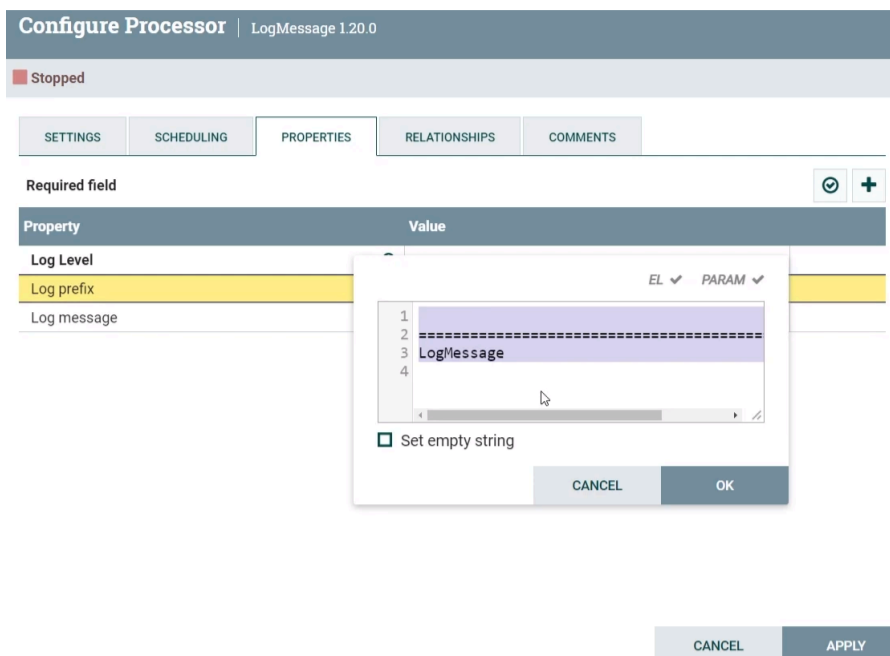 Configure Processor | LogMessage 1.20.0
Stopped
SETTINGS SCHEDULING PROPERTIES RELATIONSHIPS COMMENTS
Required field
Property Value
Log Level
Log prefix
Log message
EL PARAM
1
2 ========================================
3 LogMessage
4
Set empty string
CANCEL OK
CANCEL APPLY